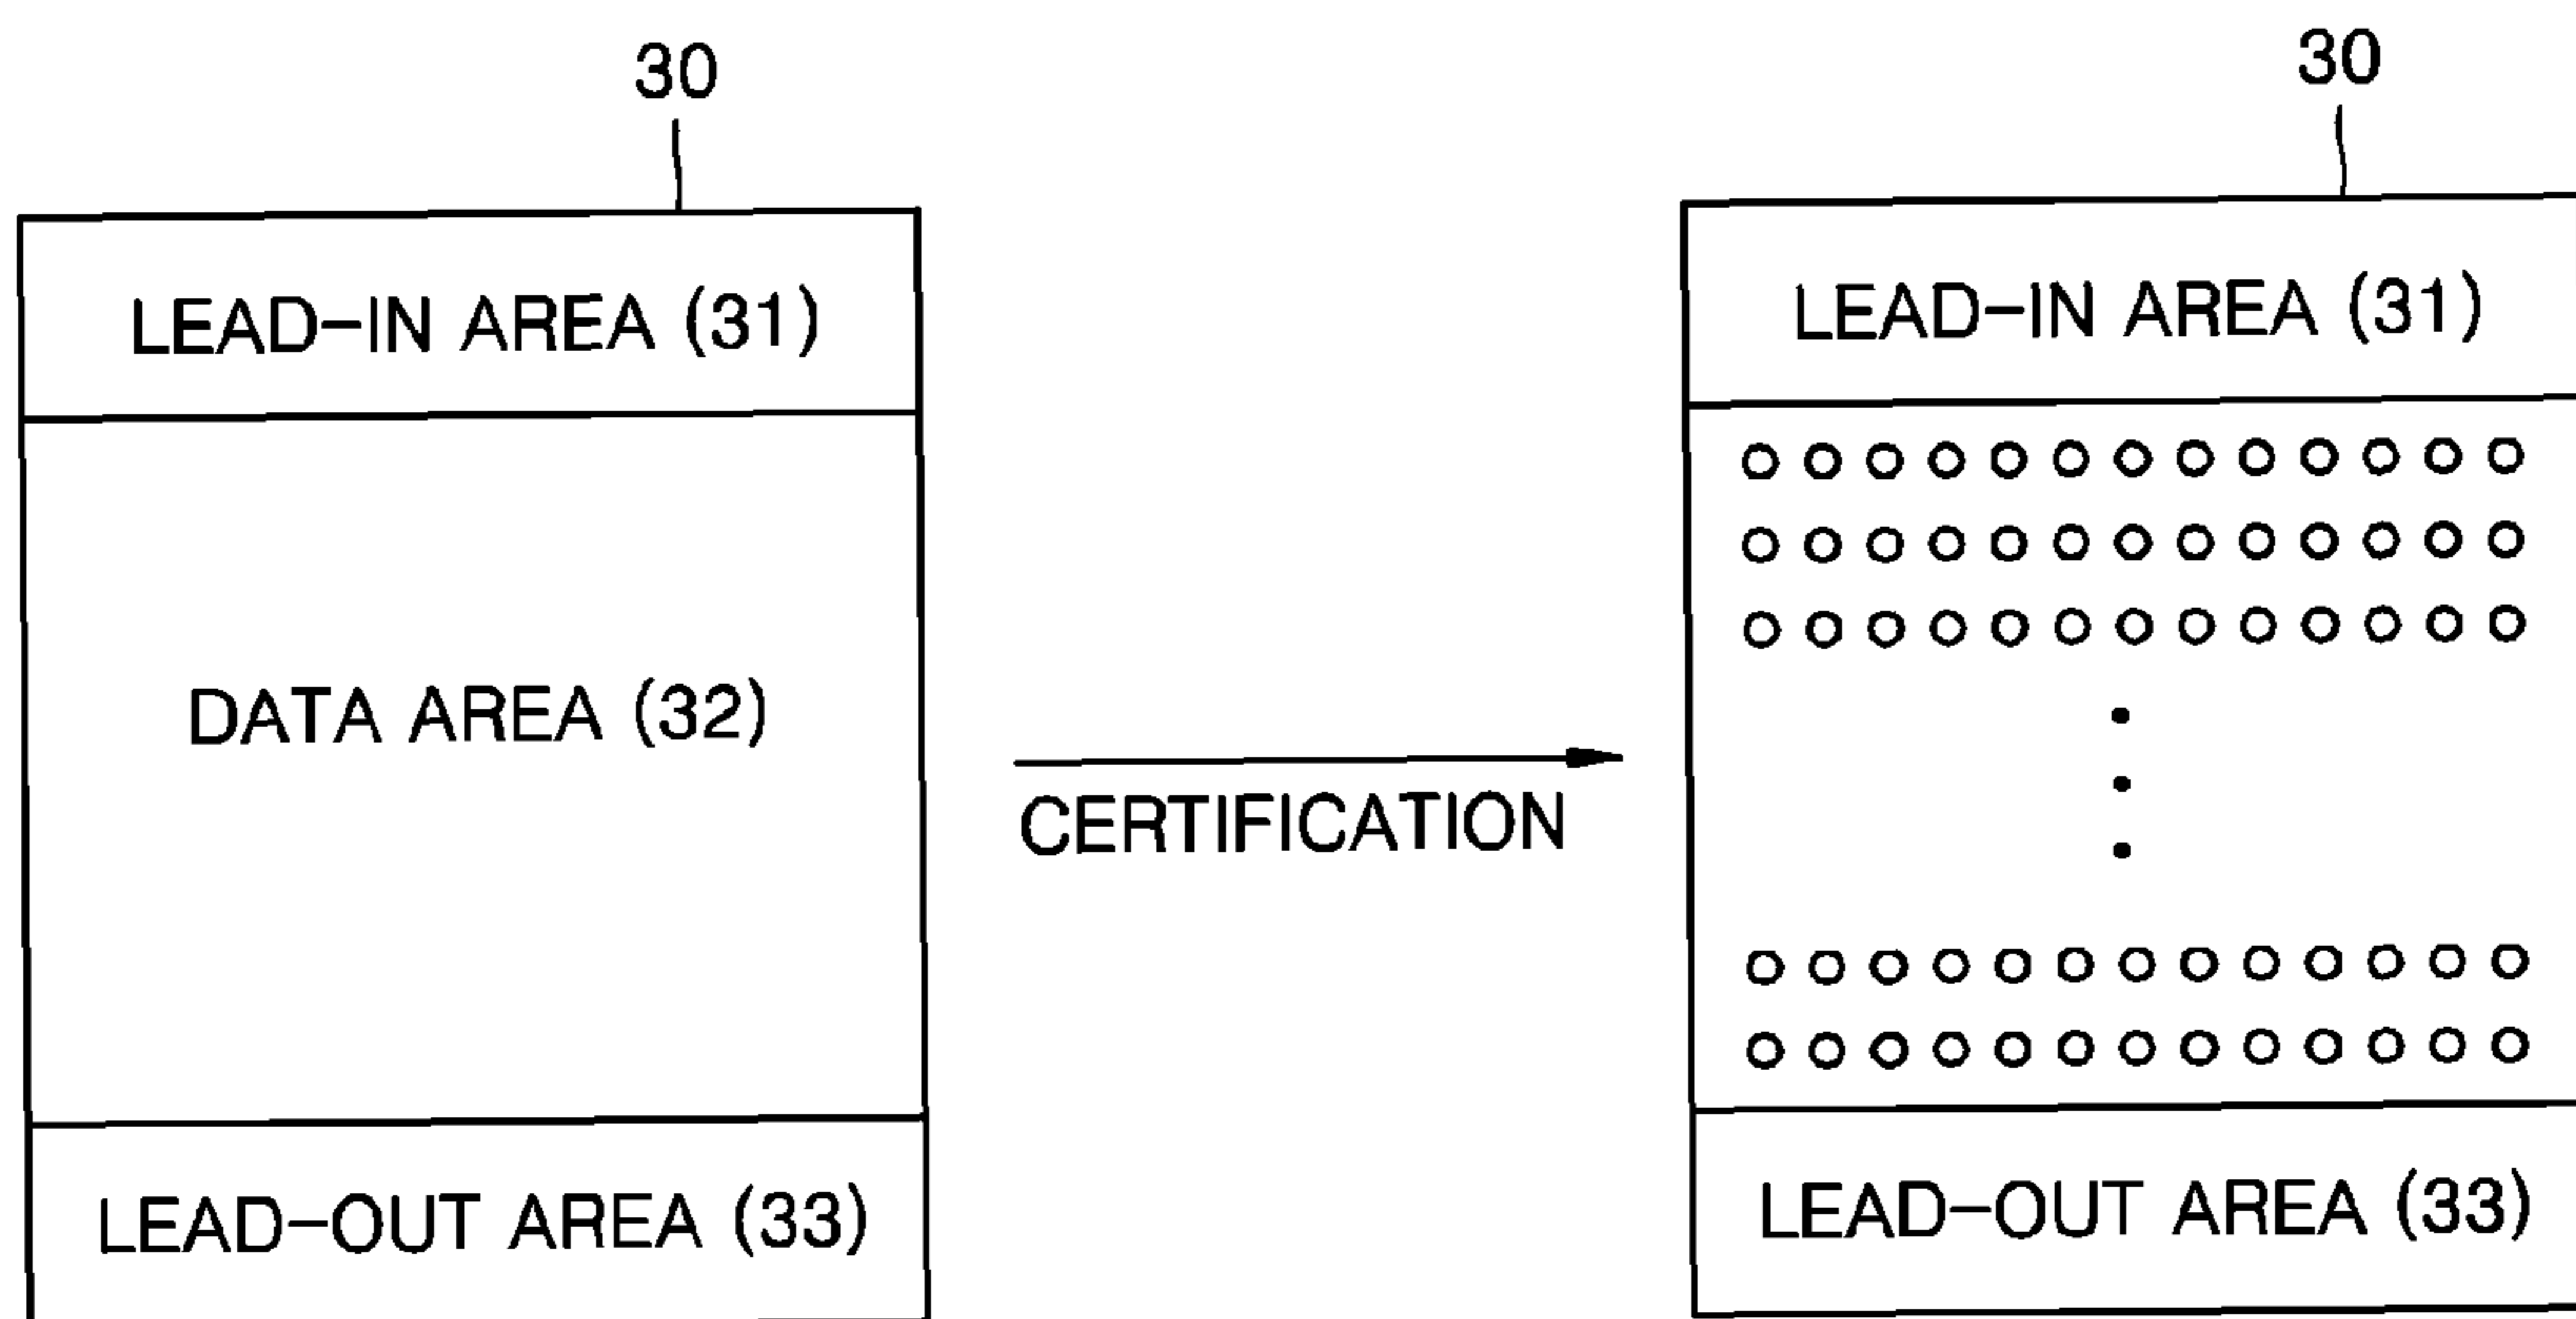 30
LEAD-IN AREA (31)
DATA AREA (32)
LEAD-OUT AREA (33)
CERTIFICATION
30
LEAD-IN AREA (31)
LEAD-OUT AREA (33)